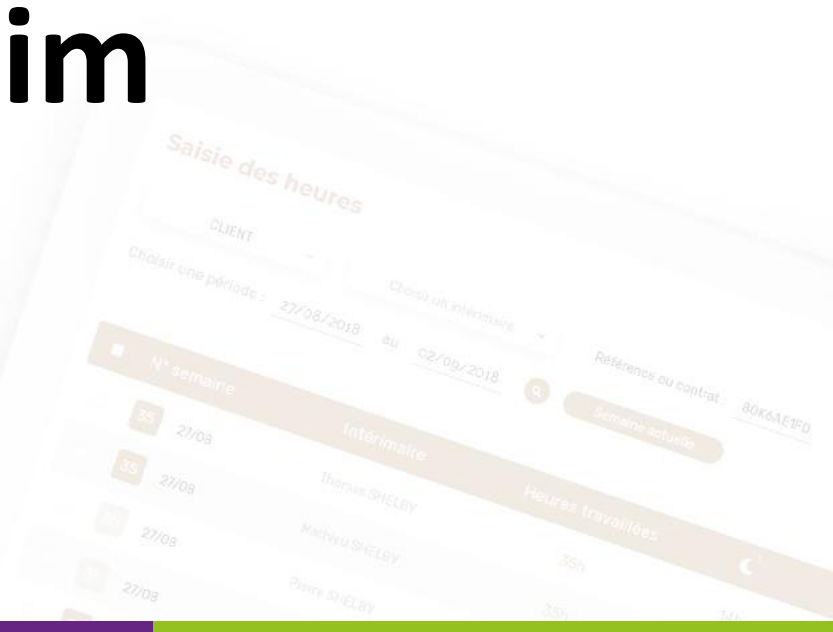 im
Saisie des heures
CLIENT
Choisir un intérimaire
Choisir une période : 27/08/2018 au 02/09/2018
Référence ou contrat :
Semaine actuelle
N° semaine Intérimaire Heures travaillées
35 27/08 Thomas SHELBY 35h
35 27/08 Mathieu SHELBY 35h
27/08 Pierre SHELBY
27/08